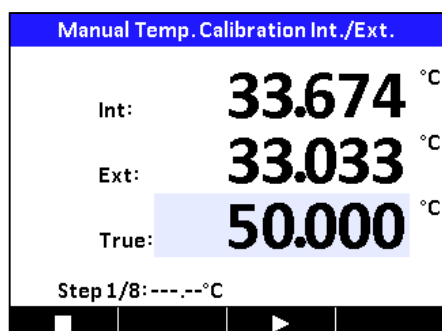 Manual Temp. Calibration Int./Ext.
Int: 33.674 °C
Ext: 33.033 °C
True: 50.000 °C
Step 1/8:---.--°C